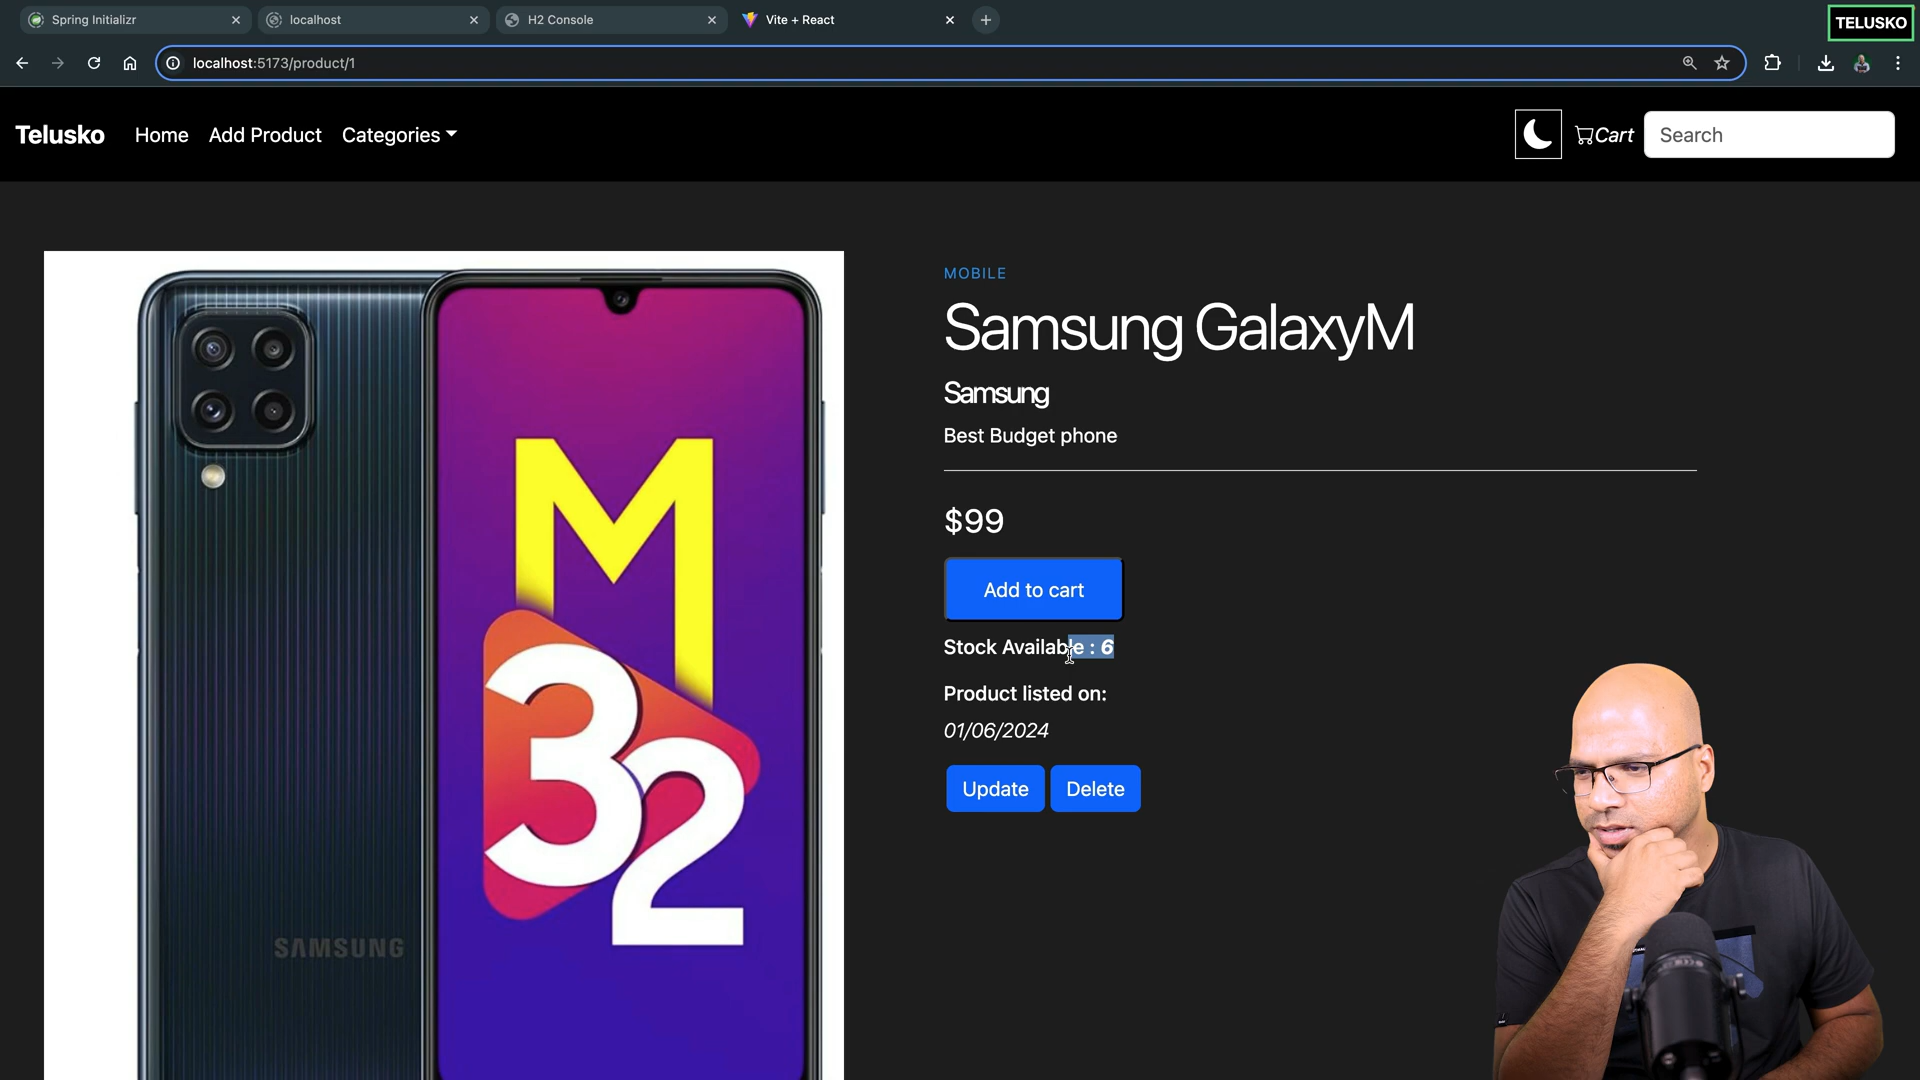 Spring Initializr
localhost
H2 Console
Vite + React
TELUSKO
localhost:5173/product/1
Telusko
Home
Add Product
Categories
Cart
Search
MOBILE
Samsung GalaxyM
Samsung
Best Budget phone
$99
Add to cart
Stock Available : 6
Product listed on:
01/06/2024
Update
Delete
M
32
SAMSUNG